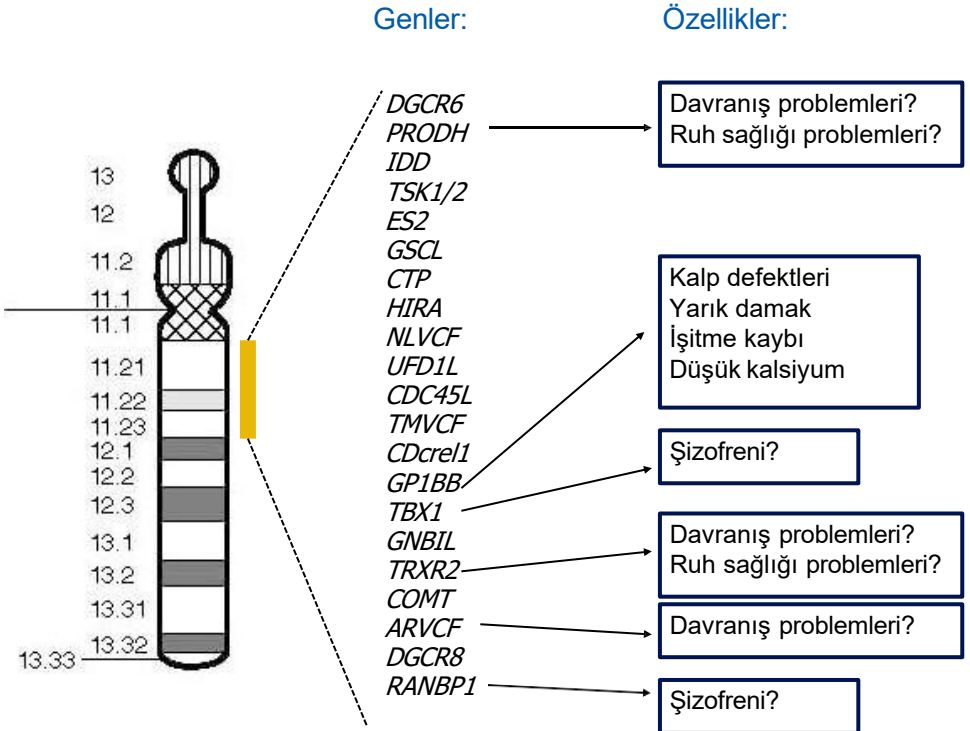 Genler:
Özellikler:
13
12
11.2
11.1
11.1
11.21
11.22
11.23
12.1
12.2
12.3
13.1
13.2
13.31
13.32
13.33
DGCR6
PRODH
IDD
TSK1/2
ES2
GSCL
CTP
HIRA
NLVCF
UFD1L
CDC45L
TMVCF
CDcrel1
GP1BB
TBX1
GNBIL
TRXR2
COMT
ARVCF
DGCR8
RANBP1
Davranış problemleri?
Ruh sağlığı problemleri?
Kalp defektleri
Yarık damak
İşitme kaybı
Düşük kalsiyum
Şizofreni?
Davranış problemleri?
Ruh sağlığı problemleri?
Davranış problemleri?
Şizofreni?